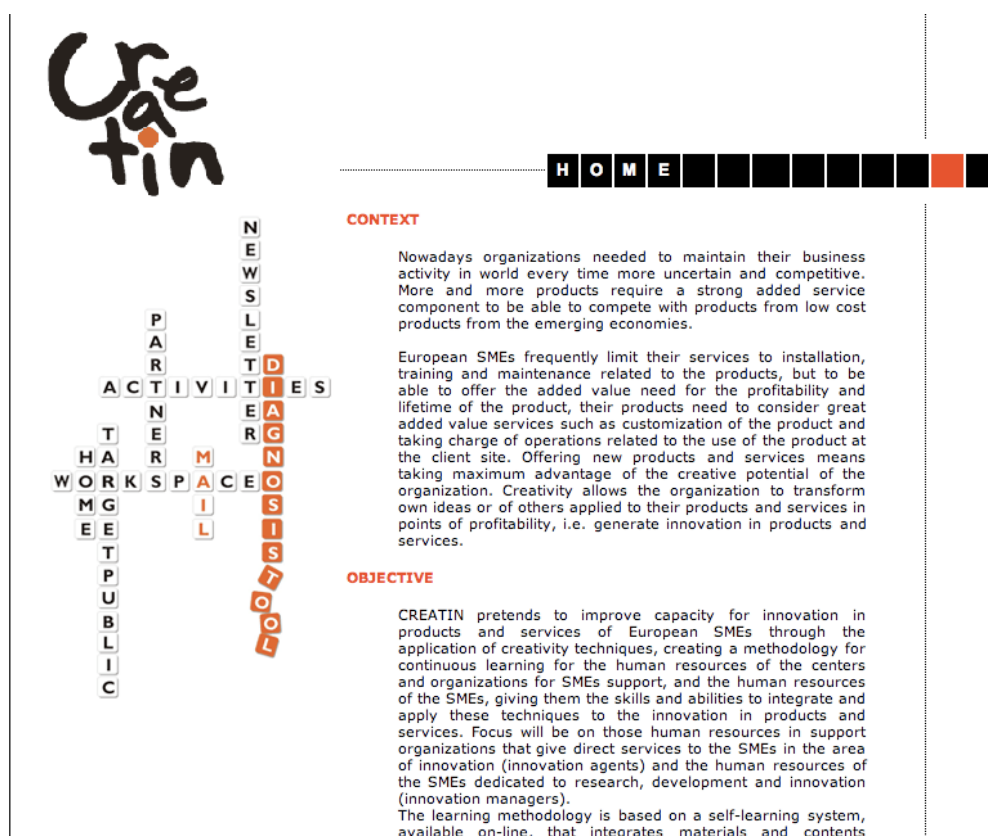 Creatin
HOME
NEWSLETTER
PARTNERS
DIAGNOSISTOOL
ACTIVITIES
TARGETPUBLIC
HOME
MAIL
WORKSPACE
CONTEXT
Nowadays organizations needed to maintain their business
activity in world every time more uncertain and competitive.
More and more products require a strong added service
component to be able to compete with products from low cost
products from the emerging economies.
European SMEs frequently limit their services to installation,
training and maintenance related to the products, but to be
able to offer the added value need for the profitability and
lifetime of the product, their products need to consider great
added value services such as customization of the product and
taking charge of operations related to the use of the product at
the client site. Offering new products and services means
taking maximum advantage of the creative potential of the
organization. Creativity allows the organization to transform
own ideas or of others applied to their products and services in
points of profitability, i.e. generate innovation in products and
services.
OBJECTIVE
CREATIN pretends to improve capacity for innovation in
products and services of European SMEs through the
application of creativity techniques, creating a methodology for
continuous learning for the human resources of the centers
and organizations for SMEs support, and the human resources
of the SMEs, giving them the skills and abilities to integrate and
apply these techniques to the innovation in products and
services. Focus will be on those human resources in support
organizations that give direct services to the SMEs in the area
of innovation (innovation agents) and the human resources of
the SMEs dedicated to research, development and innovation
(innovation managers).
The learning methodology is based on a self-learning system,
available on-line, that integrates materials and contents